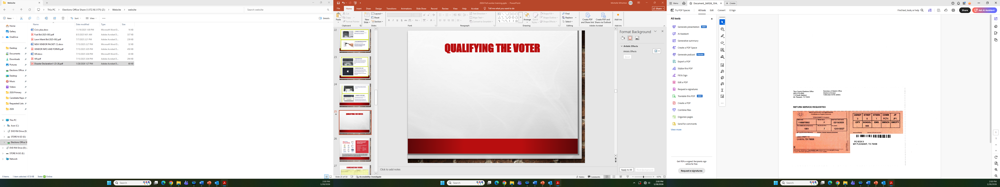 Website
This PC > Elections Office Share (\\172.16.1.171) (Z:) > Website > website
Search website
New
Sort
View
Details
Name Date modified Type Size
Civic plus.docx 11/19/2025 1:00 PM Microsoft Word D... 16 KB
Fuel Bid 2025-003.pdf 8/5/2025 9:01 AM Adobe Acrobat D... 337 KB
Lawn Maint Bid 2025-002.pdf 7/7/2025 2:21 PM Adobe Acrobat D... 239 KB
NEW VENDOR PACKET (1).docx 7/15/2025 2:27 PM Microsoft Word D... 32 KB
VENDOR INFO AND FORMS.pdf 7/15/2025 3:05 PM Adobe Acrobat D... 450 KB
W9.docx 7/15/2025 3:04 PM Microsoft Word D... 43 KB
W9.pdf 7/15/2025 3:04 PM Adobe Acrobat D... 294 KB
Disaster Declaration1-23-26.pdf 1/28/2026 1:27 PM Adobe Acrobat D... 68 KB
Home
Gallery
OneDrive
Desktop
Documents
Downloads
Pictures
Elections Office
Desktop
Music
Videos
2026 Primary
Candidate Repo
Requested Lists
2026
This PC
Acer (C:)
DVD RW Drive (D:
STORE N GO (E:)
Elections Office S
DVD RW Drive (D:)
STORE N GO (E:)
Network
8 items 1 item selected 67.8 KB State: Online
Search
2:00 PM
1/28/2026
2026 Poll worker training.pptx - PowerPoint
Michelle Whorton MW
File Home Insert Draw Design Transitions Animations Slide Show Record Review View Help Acrobat Tell me what you want to do
Share
Paste
Cut
Copy
Format Painter
Clipboard
New Slide
Layout
Reset
Section
Slides
Font
Text Direction
Align Text
Convert to SmartArt
Paragraph
Arrange
Quick Styles
Shape Fill
Shape Outline
Shape Effects
Drawing
Find
Replace
Select
Editing
Create PDF and Share link
Create PDF and Share via Outlook
Adobe Acrobat
Add-ins
Add-ins
22
23
24
25
QUALIFYING THE VOTER
26
27
COMBINATION FORMS
QUALIFYING THE VOTER
Click to add notes
Format Background
Artistic Effects
Artistic Effects
Reset
Apply to All
Reset Background
Slide 25 of 50
Accessibility: Investigate
Notes
Comments
107%
Search
2:00 PM
1/28/2026
Menu
Document_260128_1314...
Create
Try PDF Spaces
All tools Edit Convert E-Sign
Find text, tools, or help
Share
Ask AI Assistant
All tools
Generate presentation NEW
AI Assistant
Generative summary
Create a PDF Space
Generate podcast Preview
Export a PDF
Stylize this PDF
Fill & Sign
Edit a PDF
Request e-signatures
Translate this PDF NEW
Create a PDF
Combine files
Organize pages
Send for comments
View more
Get PDFs e-signed. Recipients sign online for free.
Request e-signatures
Titus County Elections Office
(903) 575-0902
110 South Madison
Mt. Pleasant, TX 75455
Secretary of State's Office
Elections Division
1-800-252-VOTE (8683)
RETURN SERVICE REQUESTED
VOTER REGISTRATION CERTIFICATE
TITUS COUNTY
1185675892 F 02/18/2026
1961 7 12/31/2027
HWY 11
CASON, TX 75636
X
USREP STREP STSEN COMM JP
3 5 1 PCT4 JP1
CITY SCHOOL EMS SMSCH SMCITY
908
PO BOX 9
MT PLEASANT, TX 75456
1
1
Search
2:00 PM
1/28/2026